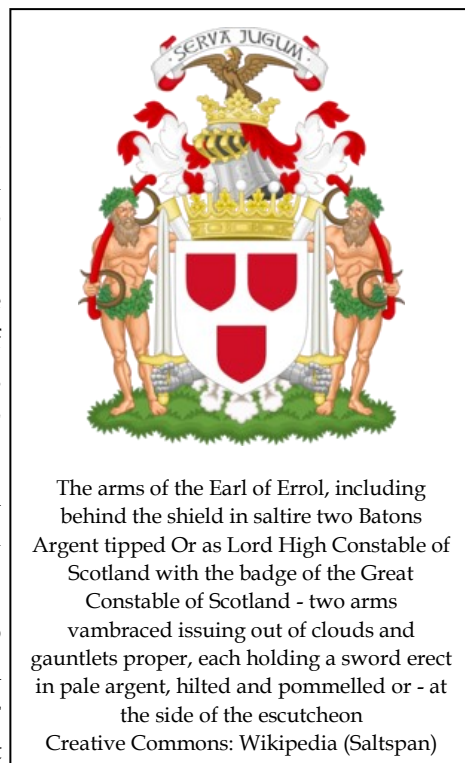 · SERVA JUGUM ·
The arms of the Earl of Errol, including
behind the shield in saltire two Batons
Argent tipped Or as Lord High Constable of
Scotland with the badge of the Great
Constable of Scotland - two arms
vambraced issuing out of clouds and
gauntlets proper, each holding a sword erect
in pale argent, hilted and pommelled or - at
the side of the escutcheon
Creative Commons: Wikipedia (Saltspan)